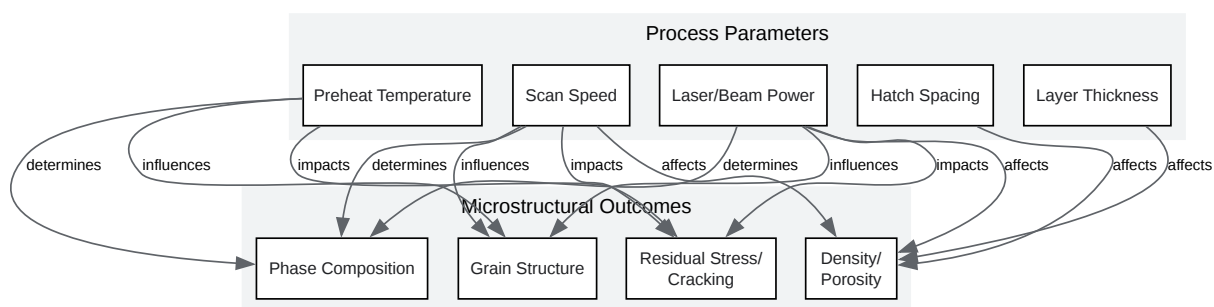 Process Parameters
Preheat Temperature
Scan Speed
Laser/Beam Power
Hatch Spacing
Layer Thickness
determines
influences
impacts
determines
influences
impacts
affects
determines
influences
impacts
affects
affects
affects
Microstructural Outcomes
Phase Composition
Grain Structure
Residual Stress/
Cracking
Density/
Porosity